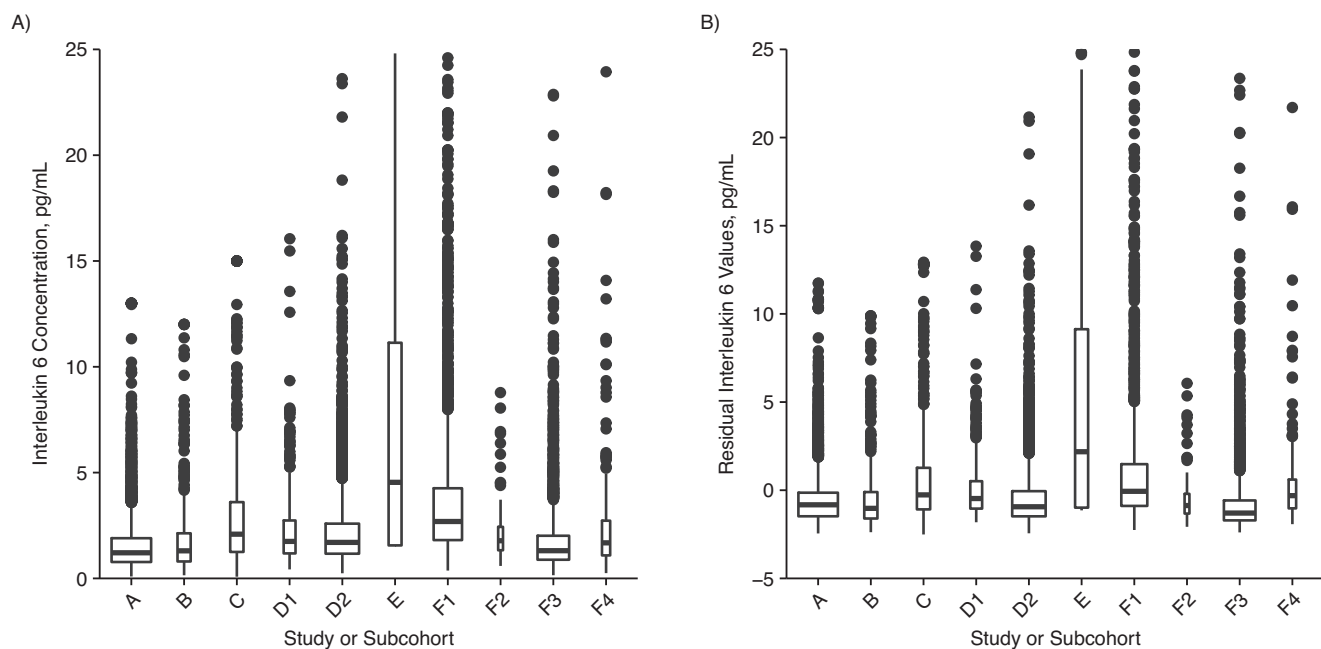 A)
Interleukin 6 Concentration, pg/mL
25
20
15
10
5
0
A B C D1 D2 E F1 F2 F3 F4
Study or Subcohort
B)
Residual Interleukin 6 Values, pg/mL
25
20
15
10
5
0
−5
A B C D1 D2 E F1 F2 F3 F4
Study or Subcohort